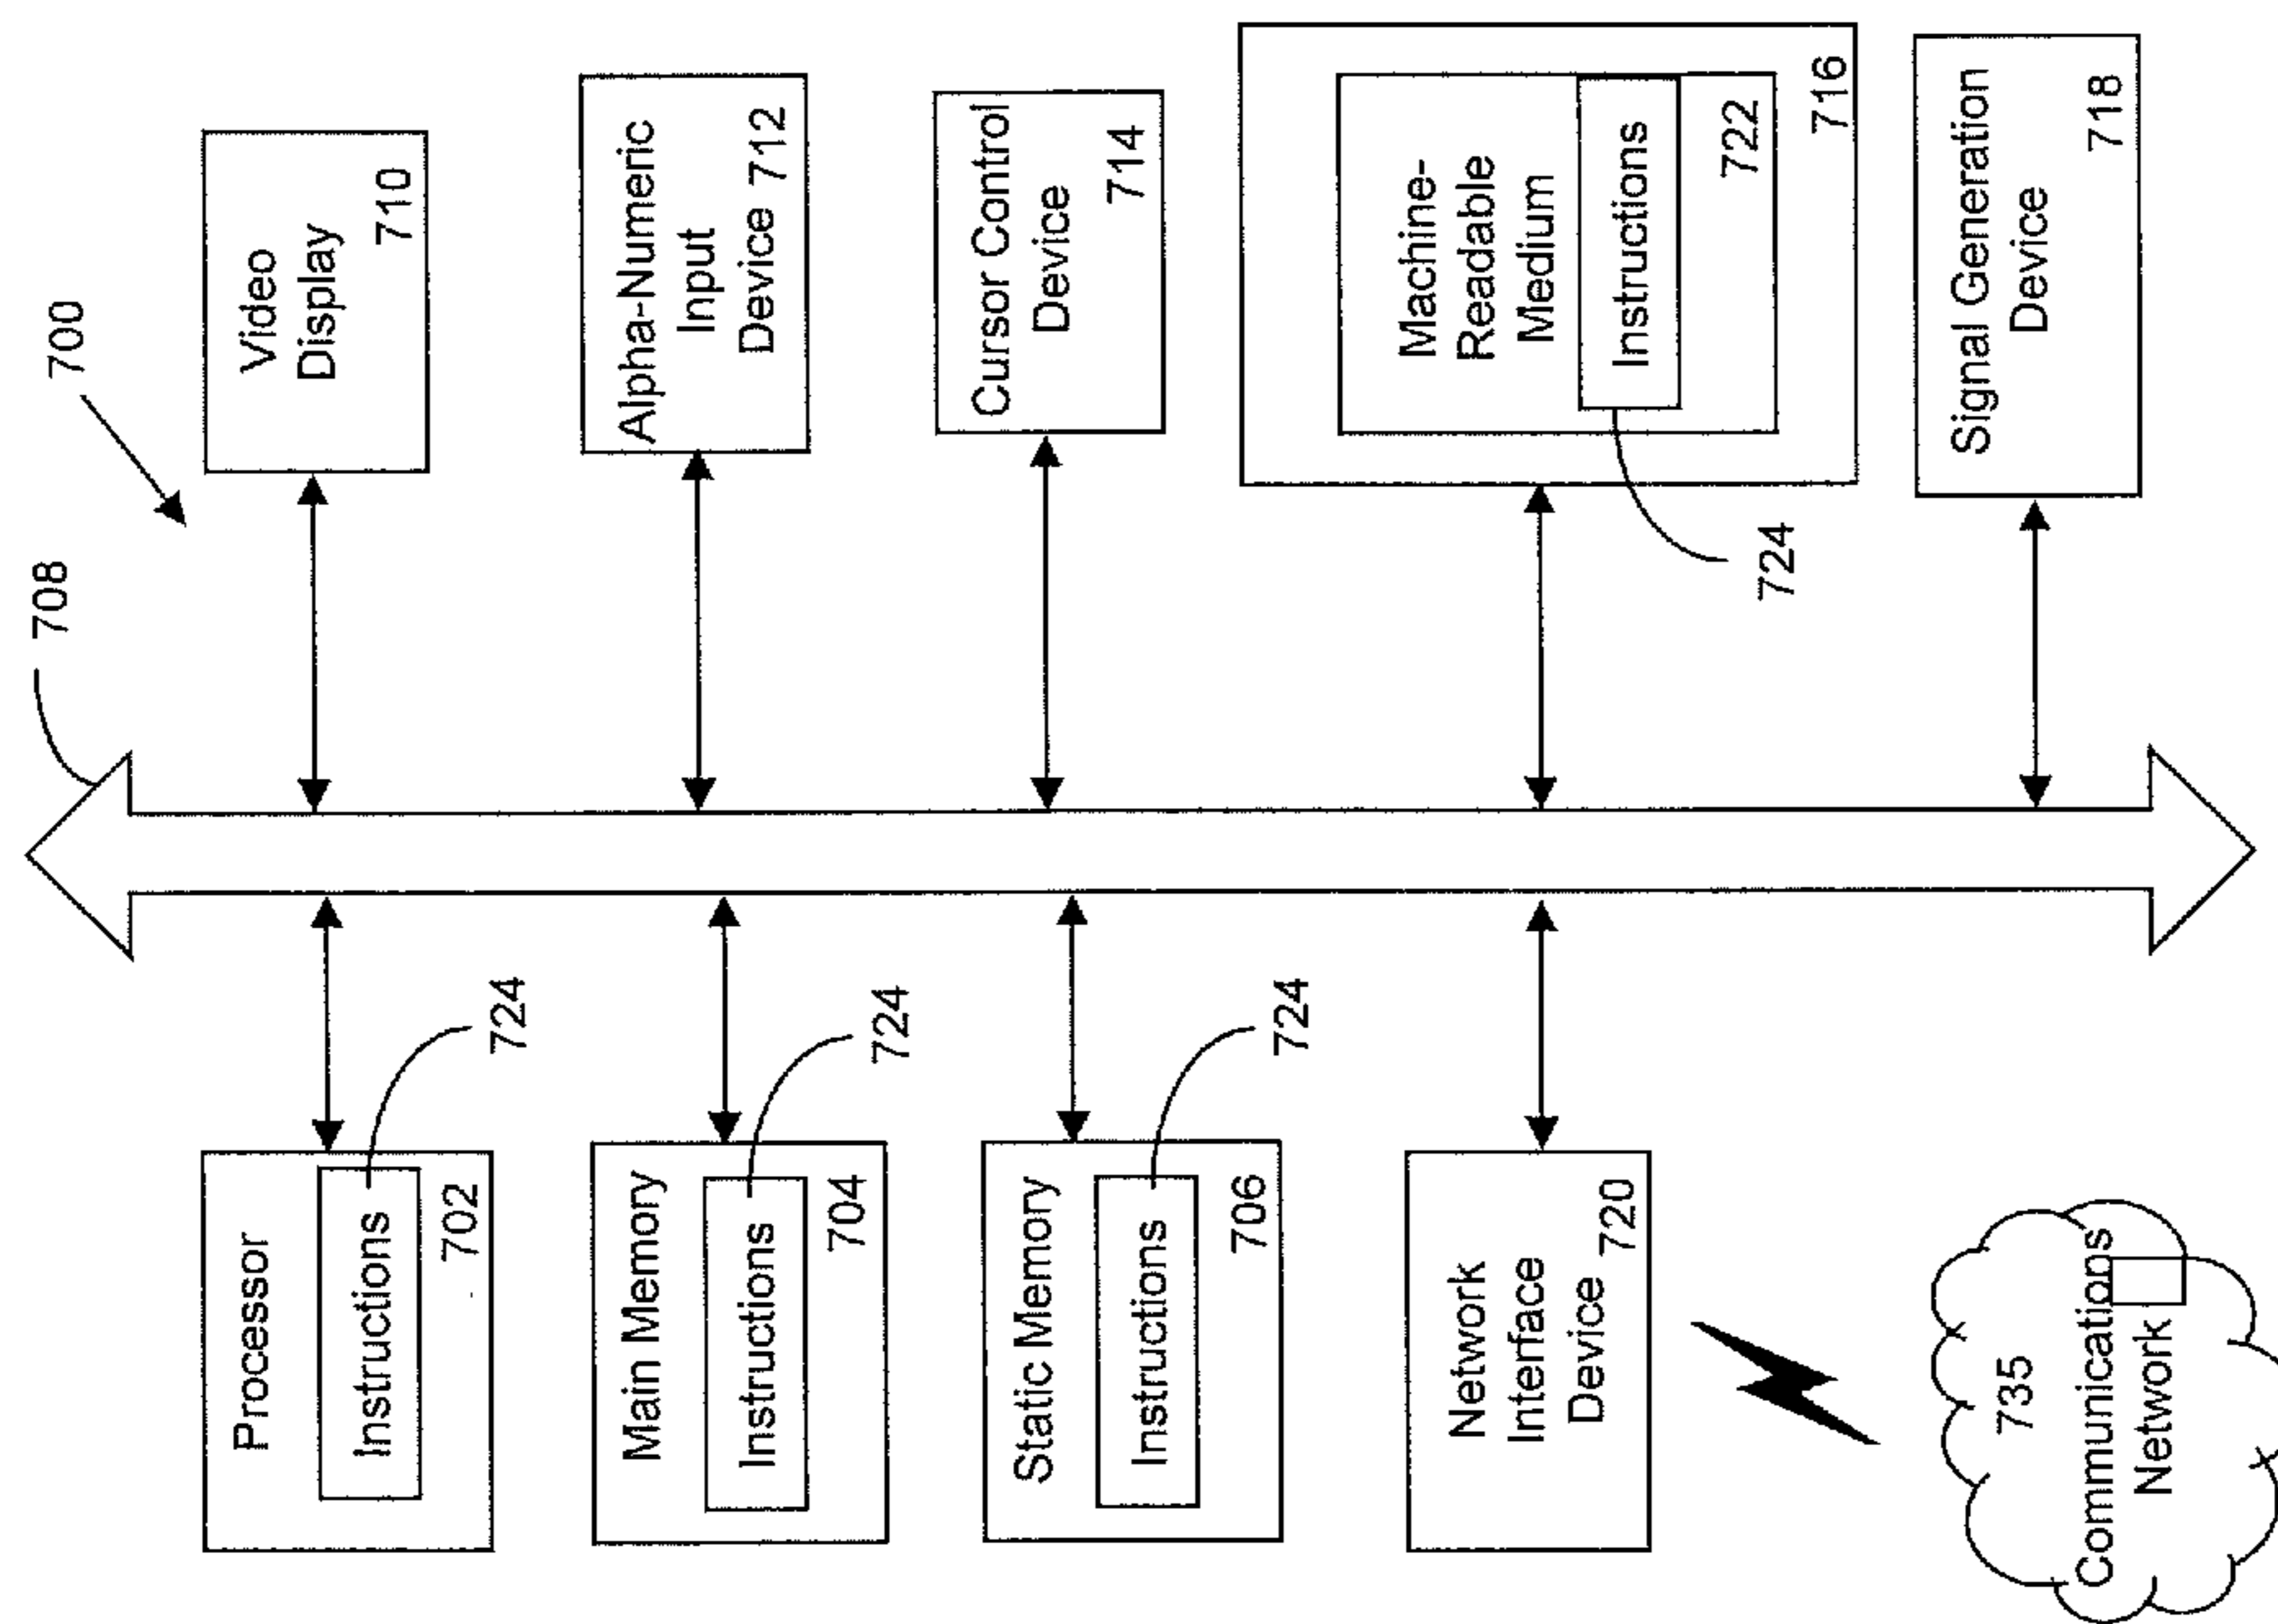 700
708
Processor
Instructions
702
724
Main Memory
Instructions
704
724
Static Memory
Instructions
706
724
Network
Interface
Device
720
735
Communications
Network
Video
Display
710
Alpha-Numeric
Input
Device 712
Cursor Control
Device
714
Machine-
Readable
Medium
Instructions
722
716
724
Signal Generation
Device
718